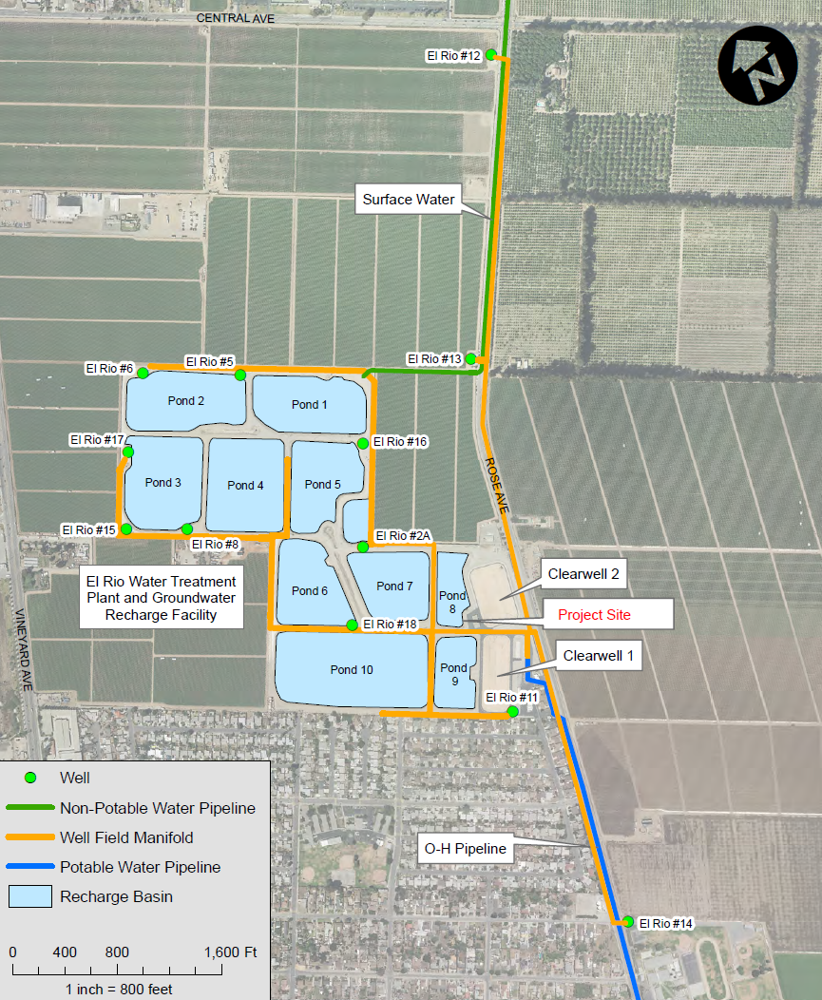 CENTRAL AVE
El Rio #12
N
Surface Water
El Rio #13
El Rio #6
El Rio #5
Pond 2
Pond 1
El Rio #17
El Rio #16
Pond 3
Pond 4
Pond 5
ROSE AVE
El Rio #15
El Rio #8
El Rio #2A
El Rio Water Treatment
Plant and Groundwater
Recharge Facility
Pond 6
Pond 7
Pond
8
Clearwell 2
Project Site
El Rio #18
Clearwell 1
VINEYARD AVE
Pond 10
Pond
9
El Rio #11
Well
Non-Potable Water Pipeline
Well Field Manifold
Potable Water Pipeline
Recharge Basin
O-H Pipeline
El Rio #14
0 400 800 1,600 Ft
1 inch = 800 feet